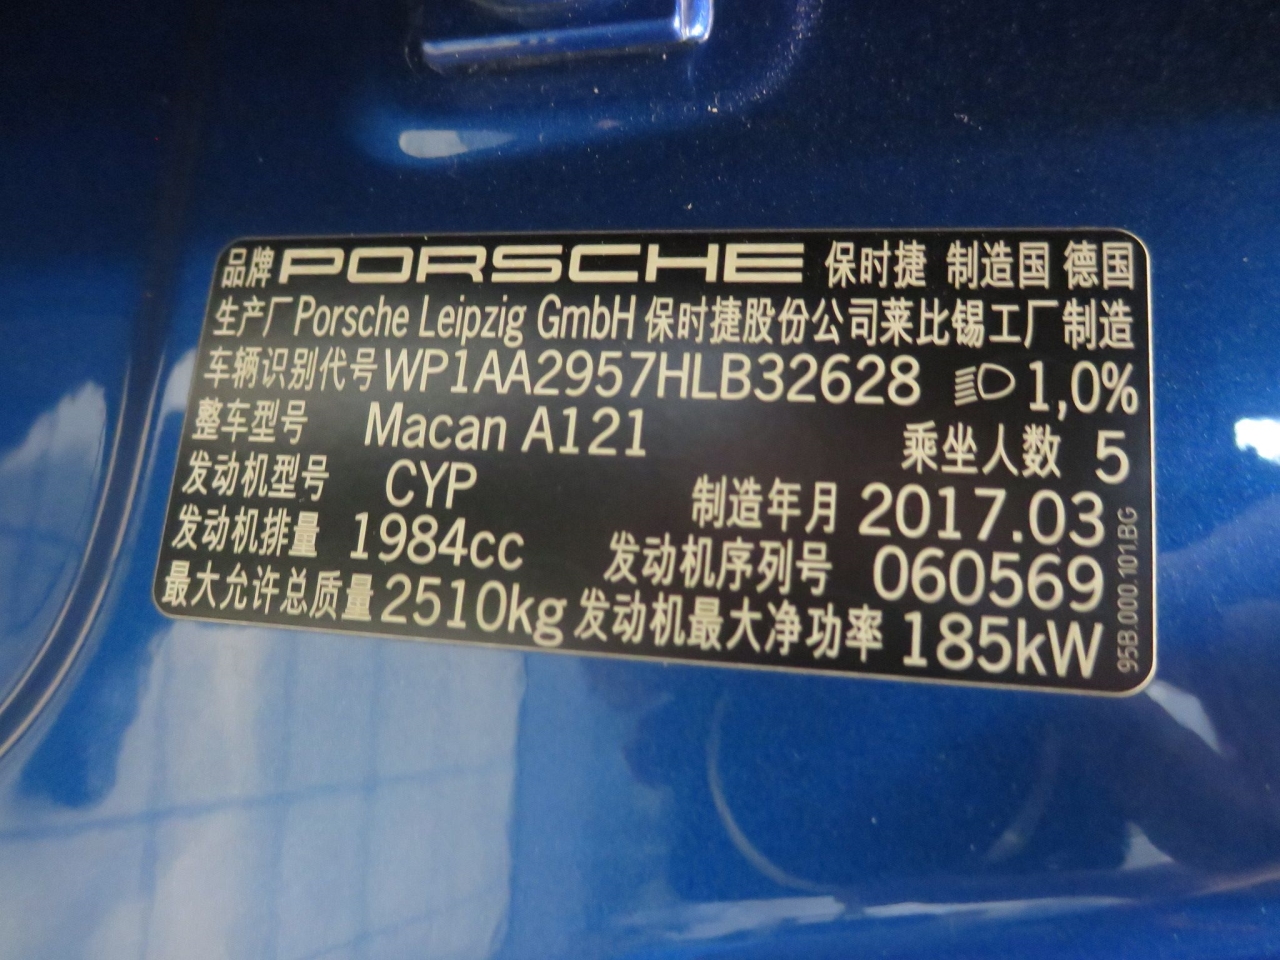 品牌 PORSCHE 保时捷 制造国 德国
生产厂 Porsche Leipzig GmbH 保时捷股份公司莱比锡工厂制造
车辆识别代号 WP1AA2957HLB32628 1,0%
整车型号 Macan A121 乘坐人数 5
发动机型号 CYP 制造年月 2017.03
发动机排量 1984cc 发动机序列号 060569
最大允许总质量 2510kg 发动机最大净功率 185kW
95B.000.101.BG